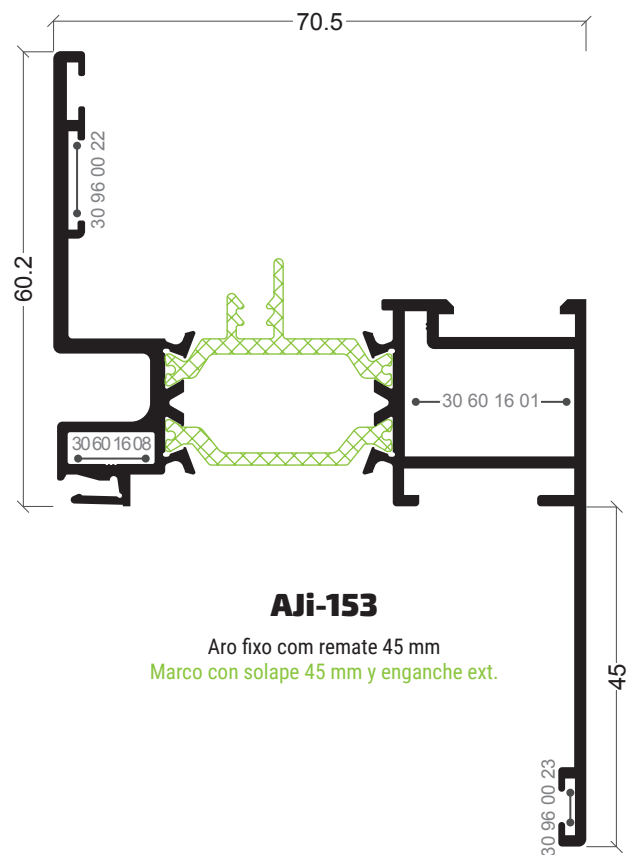 70.5
30 96 00 22
60.2
30 60 16 01
30 60 16 08
AJi-153
Aro fixo com remate 45 mm
Marco con solape 45 mm y enganche ext.
45
30 96 00 23